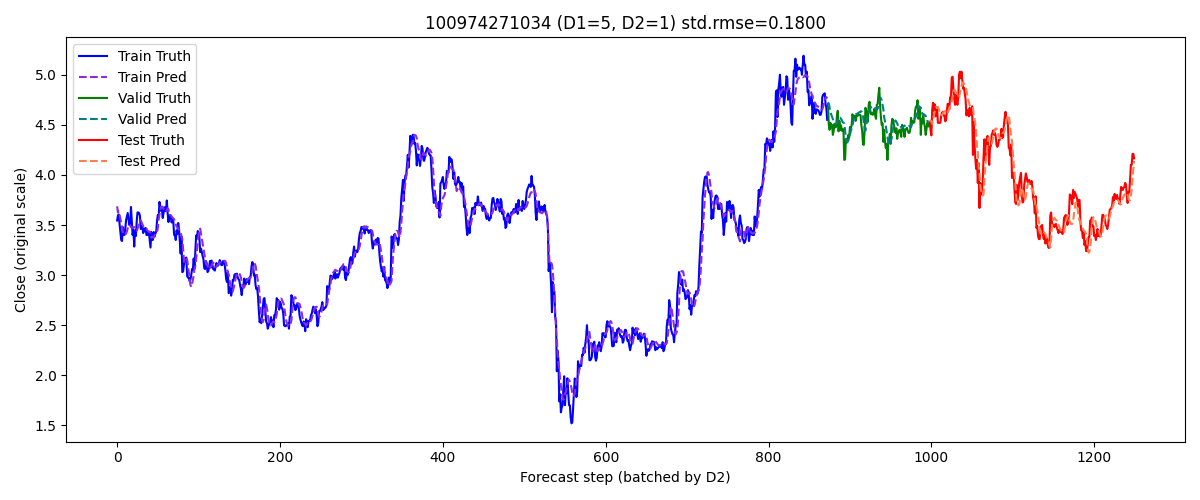 100974271034 (D1=5, D2=1) std.rmse=0.1800
Train Truth
Train Pred
Valid Truth
Valid Pred
Test Truth
Test Pred
Close (original scale)
5.0
4.5
4.0
3.5
3.0
2.5
2.0
1.5
0 200 400 600 800 1000 1200
Forecast step (batched by D2)